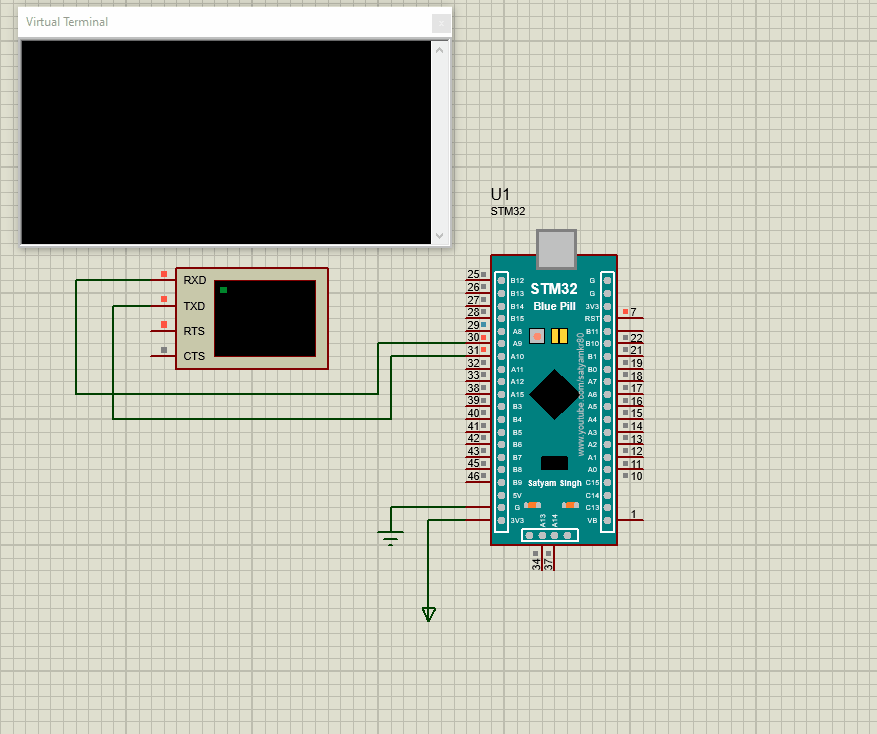 Virtual Terminal
U1
STM32
RXD
TXD
RTS
CTS
STM32
Blue Pill
www.youtube.com/satyamkr80
Satyam Singh
25 B12
26 B13
27 B14
28 B15
29 A8
30 A9
31 A10
32 A11
33 A12
38 A15
39 B3
40 B4
41 B5
42 B6
43 B7
45 B8
46 B9
5V
G
3V3
G
G
3V3
RST 7
B11
B10 22
B1 21
B0 19
A7 18
A6 17
A5 16
A4 15
A3 14
A2 13
A1 12
A0 11
C15 10
C14
C13
VB 1
A13
A14
34
37